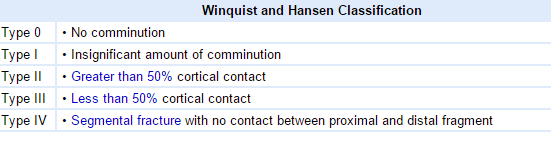 Winquist and Hansen Classification
Type 0 • No comminution
Type I • Insignificant amount of comminution
Type II • Greater than 50% cortical contact
Type III • Less than 50% cortical contact
Type IV • Segmental fracture with no contact between proximal and distal fragment